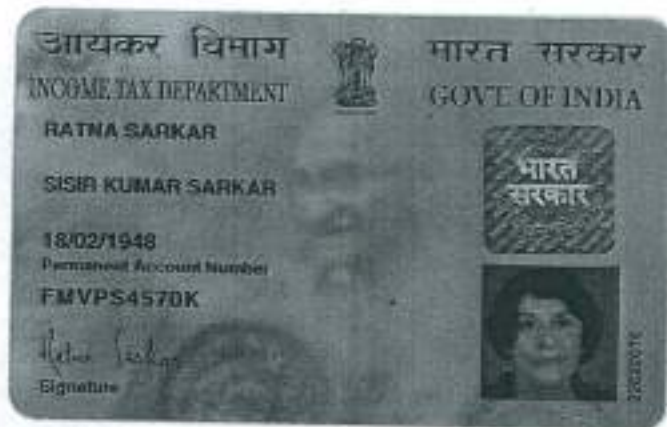 आयकर विभाग
भारत सरकार
INCOME TAX DEPARTMENT
GOVT OF INDIA
RATNA SARKAR
SISIR KUMAR SARKAR
भारत
सरकार
18/02/1948
Permanent Account Number
FMVPS4570K
Signature